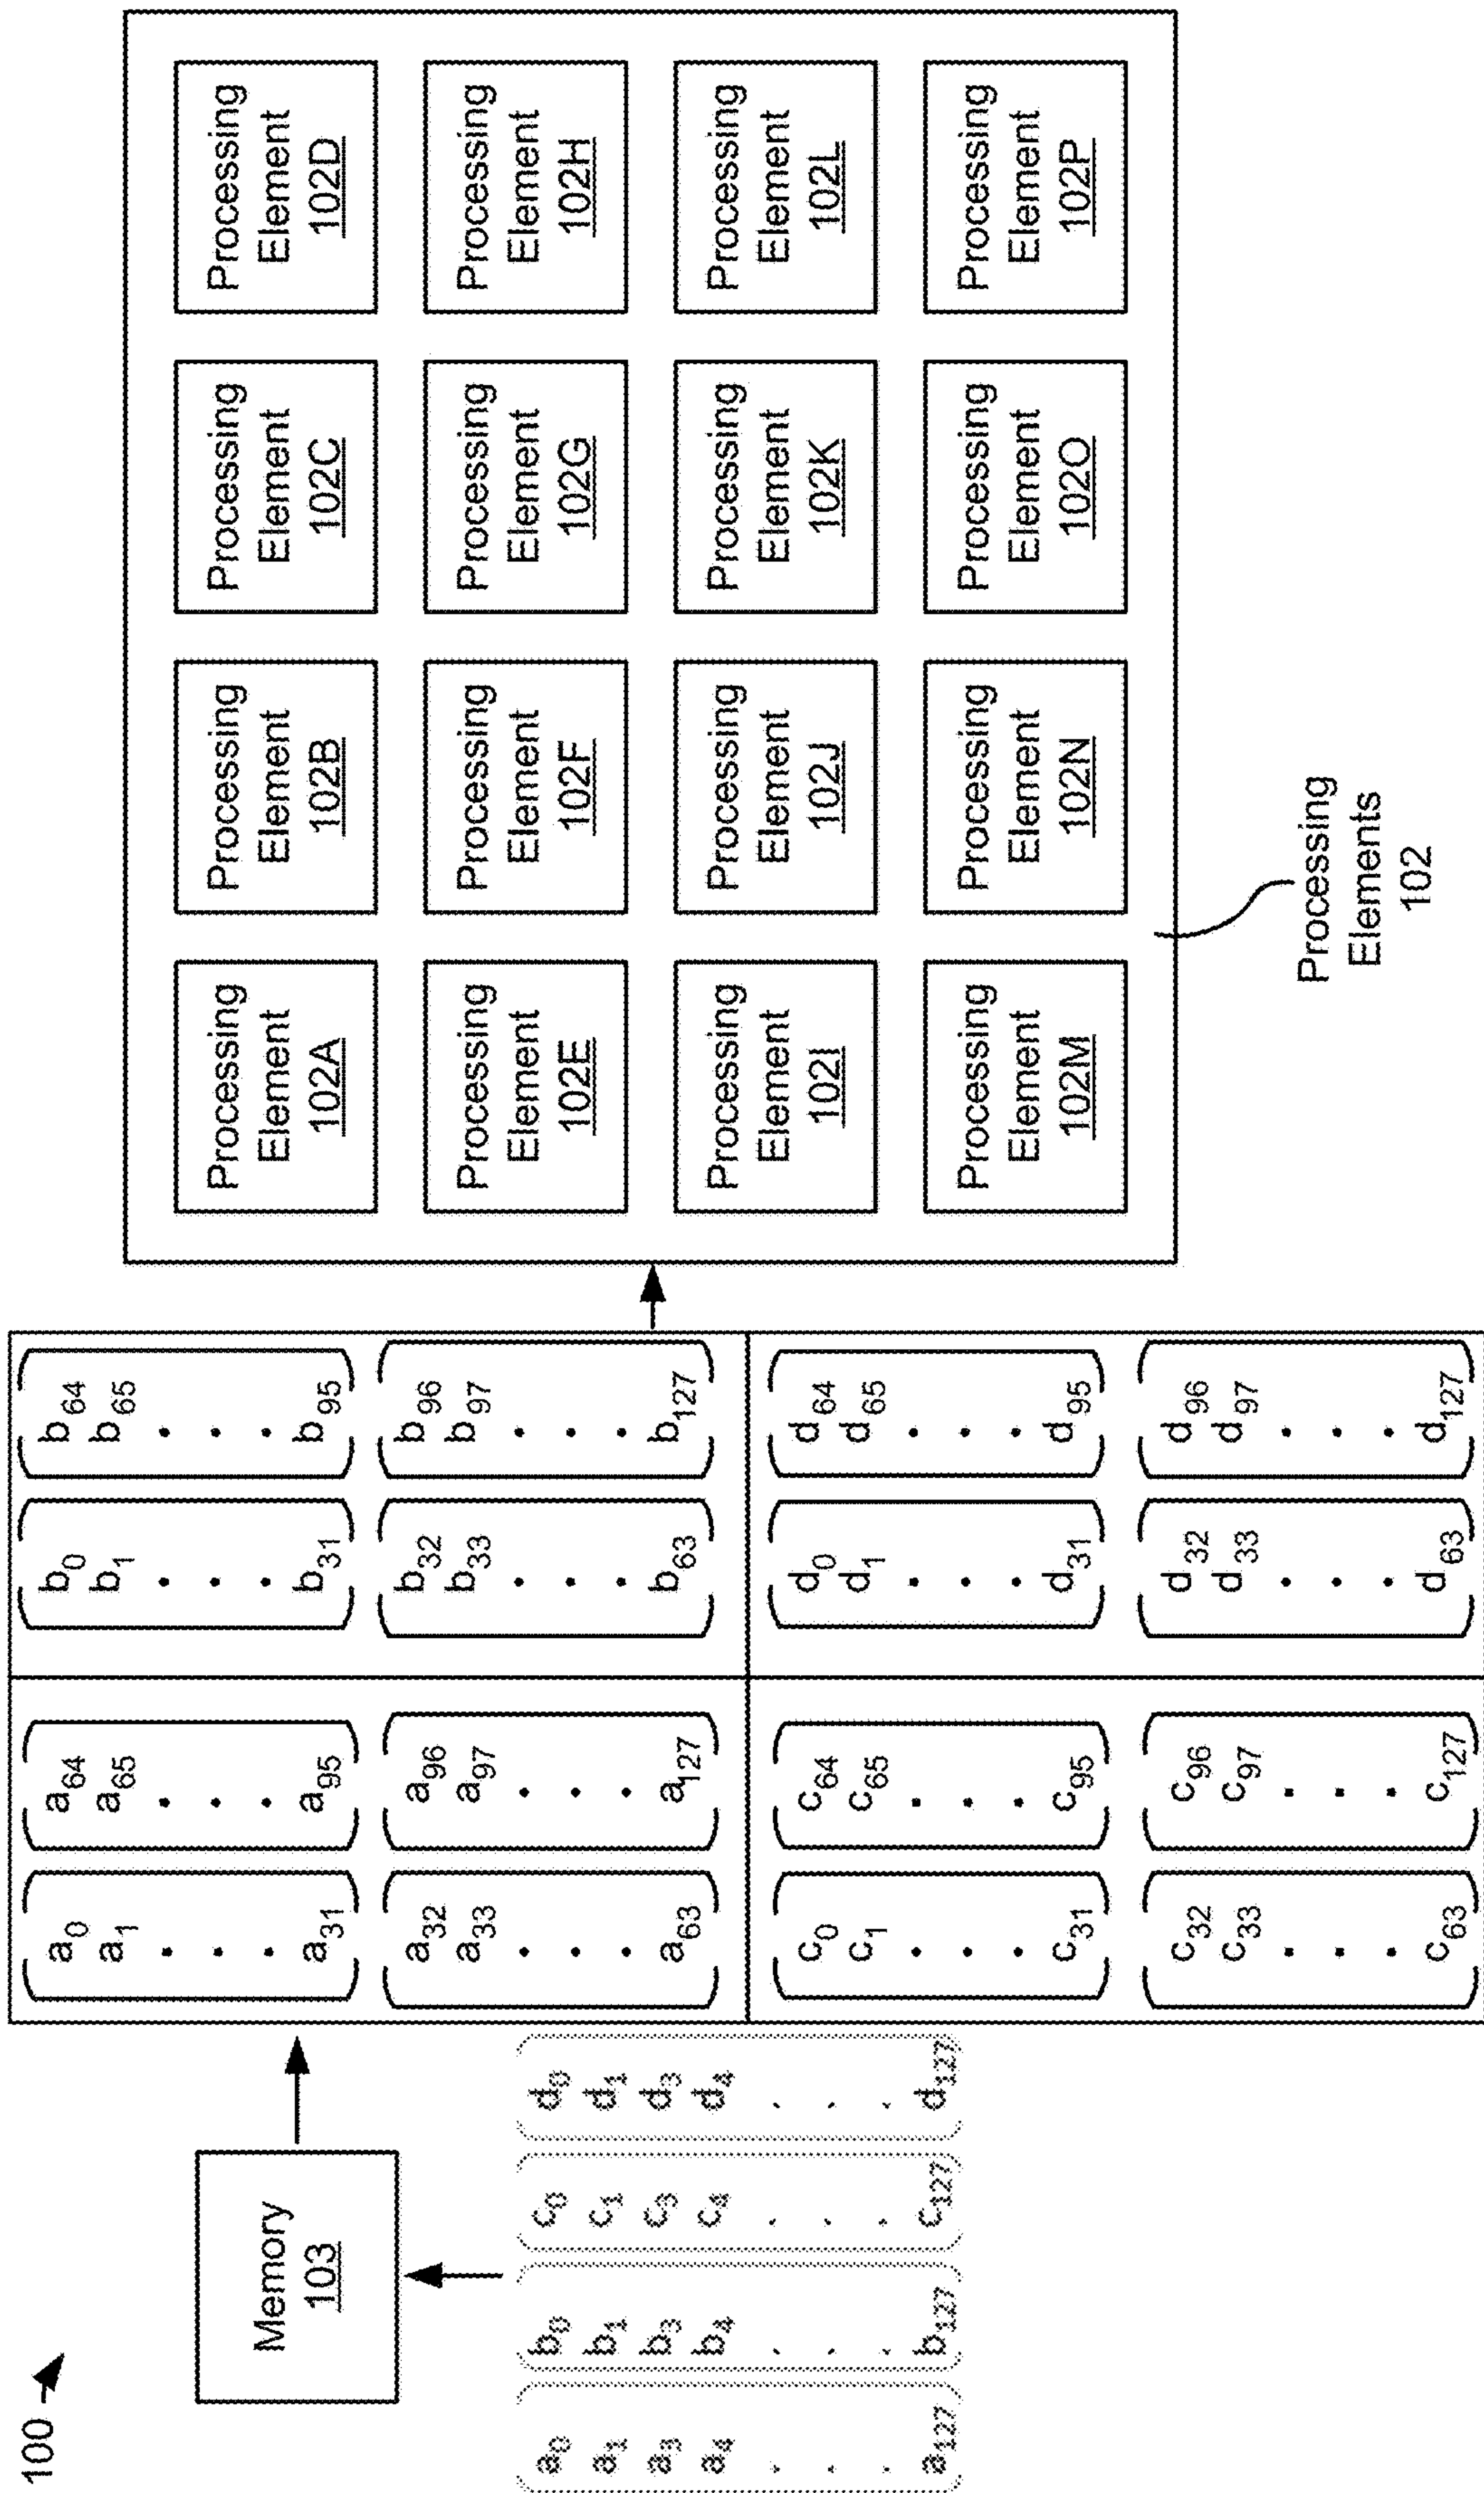 100
Memory
103
a0 b0 c0 d0
a1 b1 c1 d1
a3 b3 c3 d3
a4 b4 c4 d4
. . . .
. . . .
. . . .
a127 b127 c127 d127
a0 a64 b0 b64
a1 a65 b1 b65
. . . .
. . . .
. . . .
a31 a95 b31 b95
a32 a96 b32 b96
a33 a97 b33 b97
. . . .
. . . .
. . . .
a63 a127 b63 b127
c0 c64 d0 d64
c1 c65 d1 d65
. . . .
. . . .
. . . .
c31 c95 d31 d95
c32 c96 d32 d96
c33 c97 d33 d97
. . . .
. . . .
. . . .
c63 c127 d63 d127
Processing Processing Processing Processing
Element Element Element Element
102A 102B 102C 102D
Processing Processing Processing Processing
Element Element Element Element
102E 102F 102G 102H
Processing Processing Processing Processing
Element Element Element Element
102I 102J 102K 102L
Processing Processing Processing Processing
Element Element Element Element
102M 102N 102O 102P
Processing
Elements
102